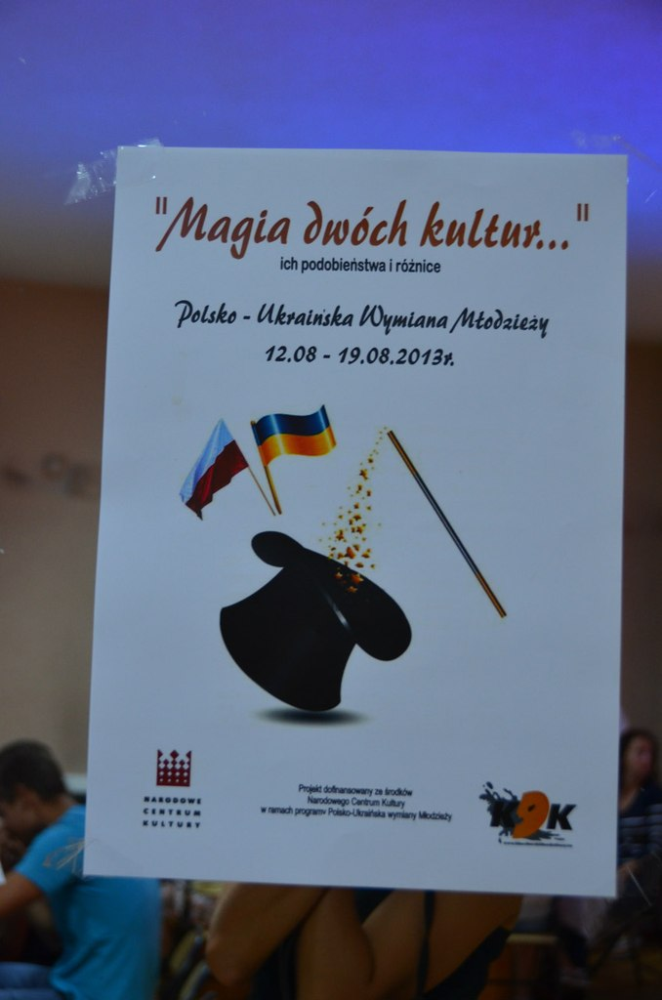 "Magia dwóch kultur..."
ich podobieństwa i różnice
Polsko - Ukraińska Wymiana Młodzieży
12.08 - 19.08.2013r.
NARODOWE
CENTRUM
KULTURY
Projekt dofinansowany ze środków
Narodowego Centrum Kultury
w ramach programu Polsko-Ukraińska wymiany Młodzieży
K9K